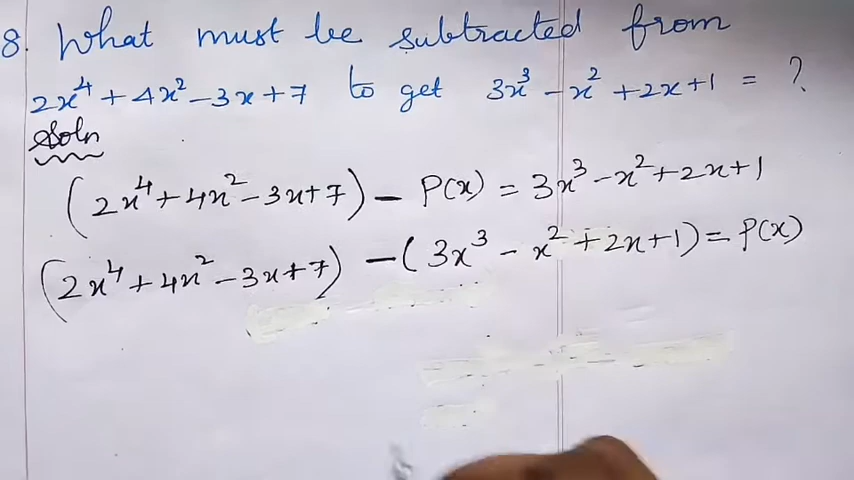 8. What must be subtracted from
2x⁴ + 4x² - 3x + 7 to get 3x³ - x² + 2x + 1 = ?
Soln
(2x⁴ + 4x² - 3x + 7) - P(x) = 3x³ - x² + 2x + 1
(2x⁴ + 4x² - 3x + 7) - (3x³ - x² + 2x + 1) = P(x)